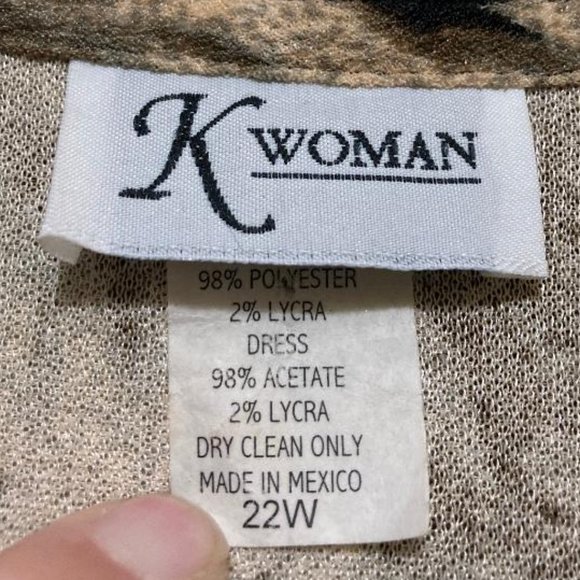 K WOMAN
98% POLYESTER
2% LYCRA
DRESS
98% ACETATE
2% LYCRA
DRY CLEAN ONLY
MADE IN MEXICO
22W